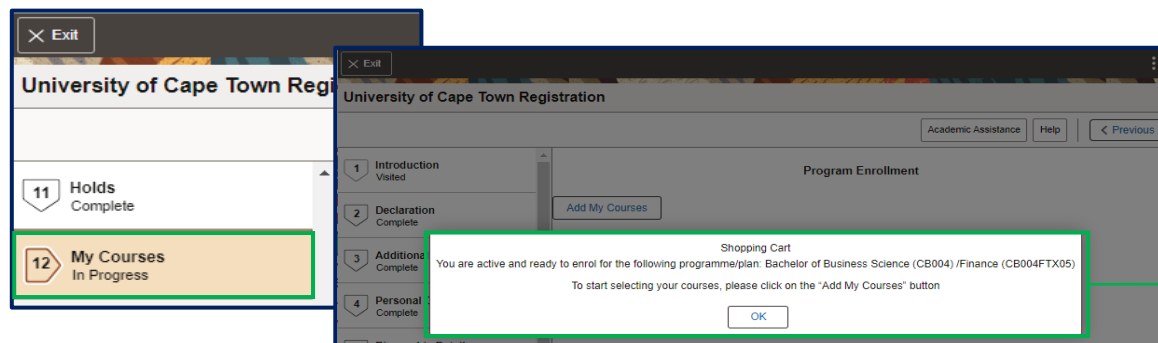 Exit
University of Cape Town Regi
11 Holds
Complete
12 My Courses
In Progress
Exit
University of Cape Town Registration
Academic Assistance Help Previous
1 Introduction
Visited
Program Enrollment
2 Declaration
Complete
Add My Courses
3 Additiona
Complete
4 Personal
Complete
Shopping Cart
You are active and ready to enrol for the following programme/plan: Bachelor of Business Science (CB004) /Finance (CB004FTX05)
To start selecting your courses, please click on the “Add My Courses” button
OK